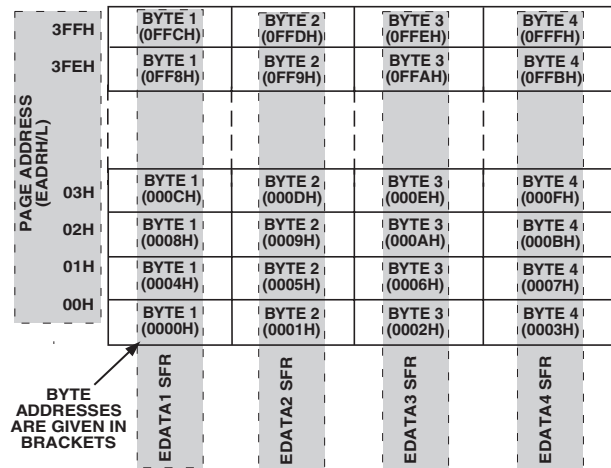 3FFH
BYTE 1 BYTE 2 BYTE 3 BYTE 4
(0FFCH) (0FFDH) (0FFEH) (0FFFH)
3FEH
BYTE 1 BYTE 2 BYTE 3 BYTE 4
(0FF8H) (0FF9H) (0FFAH) (0FFBH)
PAGE ADDRESS
(EADRH/L)
03H
BYTE 1 BYTE 2 BYTE 3 BYTE 4
(000CH) (000DH) (000EH) (000FH)
02H
BYTE 1 BYTE 2 BYTE 3 BYTE 4
(0008H) (0009H) (000AH) (000BH)
01H
BYTE 1 BYTE 2 BYTE 3 BYTE 4
(0004H) (0005H) (0006H) (0007H)
00H
BYTE 1 BYTE 2 BYTE 3 BYTE 4
(0000H) (0001H) (0002H) (0003H)
BYTE
ADDRESSES
ARE GIVEN IN
BRACKETS
EDATA1 SFR
EDATA2 SFR
EDATA3 SFR
EDATA4 SFR